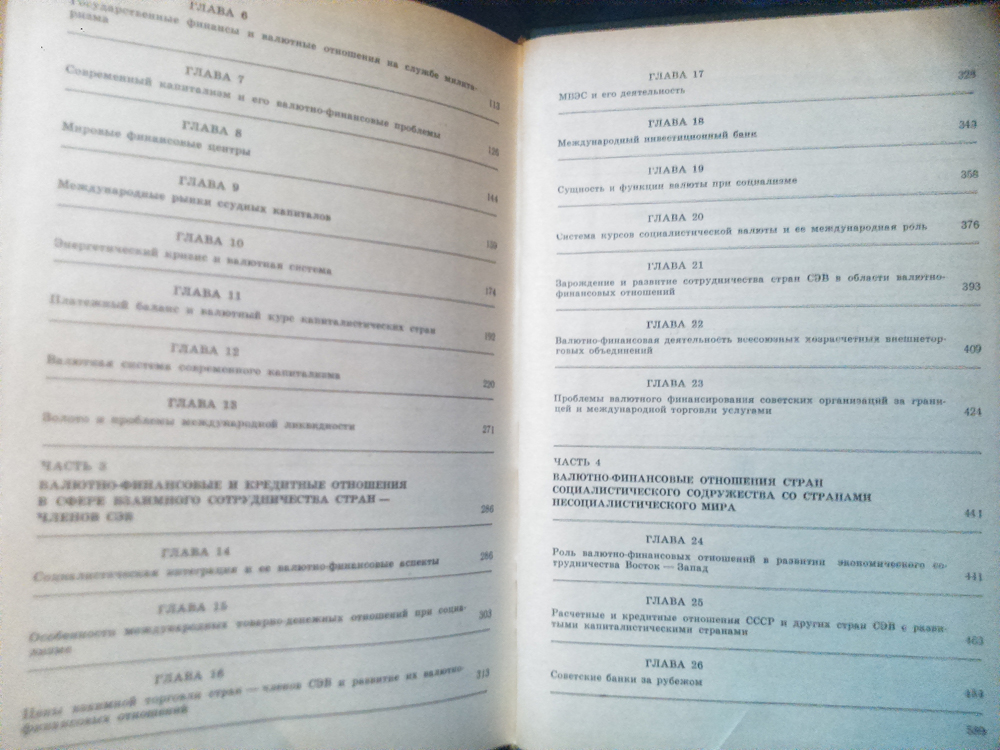 ГЛАВА 6
Государственные финансы и валютные отношения на службе милита-
ризма
113
ГЛАВА 7
Современный капитализм и его валютно-финансовые проблемы
126
ГЛАВА 8
Мировые финансовые центры
144
ГЛАВА 9
Международные рынки ссудных капиталов
159
ГЛАВА 10
Энергетический кризис и валютная система
174
ГЛАВА 11
Платежный баланс и валютный курс капиталистических стран
192
ГЛАВА 12
Валютная система современного капитализма
220
ГЛАВА 13
Золото и проблемы международной ликвидности
271
ЧАСТЬ 3
ВАЛЮТНО-ФИНАНСОВЫЕ И КРЕДИТНЫЕ ОТНОШЕНИЯ
В СФЕРЕ ВЗАИМНОГО СОТРУДНИЧЕСТВА СТРАН —
ЧЛЕНОВ СЭВ
286
ГЛАВА 14
Социалистическая интеграция и ее валютно-финансовые аспекты
286
ГЛАВА 15
Особенности международных товарно-денежных отношений при социа-
лизме
303
ГЛАВА 16
Цены взаимной торговли стран — членов СЭВ и развитие их валютно-
финансовых отношений
313
ГЛАВА 17
МБЭС и его деятельность
328
ГЛАВА 18
Международный инвестиционный банк
349
ГЛАВА 19
Сущность и функции валюты при социализме
358
ГЛАВА 20
Система курсов социалистической валюты и ее международная роль
376
ГЛАВА 21
Зарождение и развитие сотрудничества стран СЭВ в области валютно-
финансовых отношений
393
ГЛАВА 22
Валютно-финансовая деятельность всесоюзных хозрасчетных внешнетор-
говых объединений
409
ГЛАВА 23
Проблемы валютного финансирования советских организаций за грани-
цей и международной торговли услугами
424
ЧАСТЬ 4
ВАЛЮТНО-ФИНАНСОВЫЕ ОТНОШЕНИЯ СТРАН
СОЦИАЛИСТИЧЕСКОГО СОДРУЖЕСТВА СО СТРАНАМИ
НЕСОЦИАЛИСТИЧЕСКОГО МИРА
441
ГЛАВА 24
Роль валютно-финансовых отношений в развитии экономического со-
трудничества Восток — Запад
441
ГЛАВА 25
Расчетные и кредитные отношения СССР и других стран СЭВ с разви-
тыми капиталистическими странами
463
ГЛАВА 26
Советские банки за рубежом